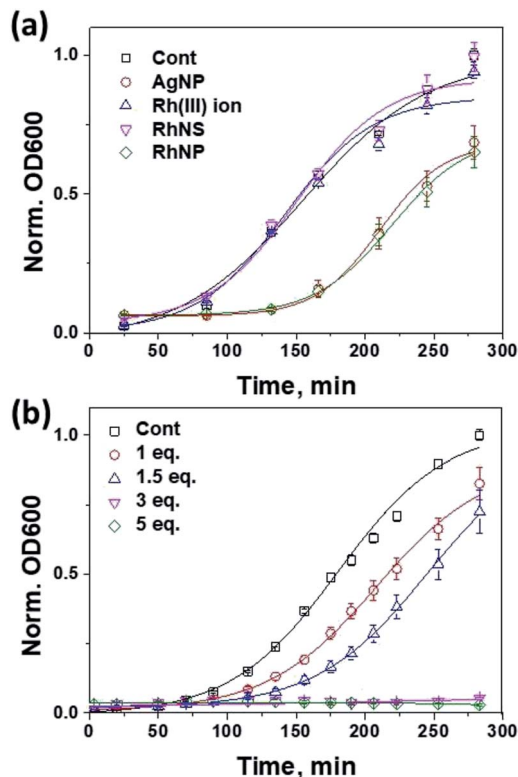 (a)
1.0
0.5
0.0
Norm. OD600
Cont
AgNP
Rh(III) ion
RhNS
RhNP
0 50 100 150 200 250 300
Time, min
(b)
1.0
0.5
0.0
Norm. OD600
Cont
1 eq.
1.5 eq.
3 eq.
5 eq.
0 50 100 150 200 250 300
Time, min